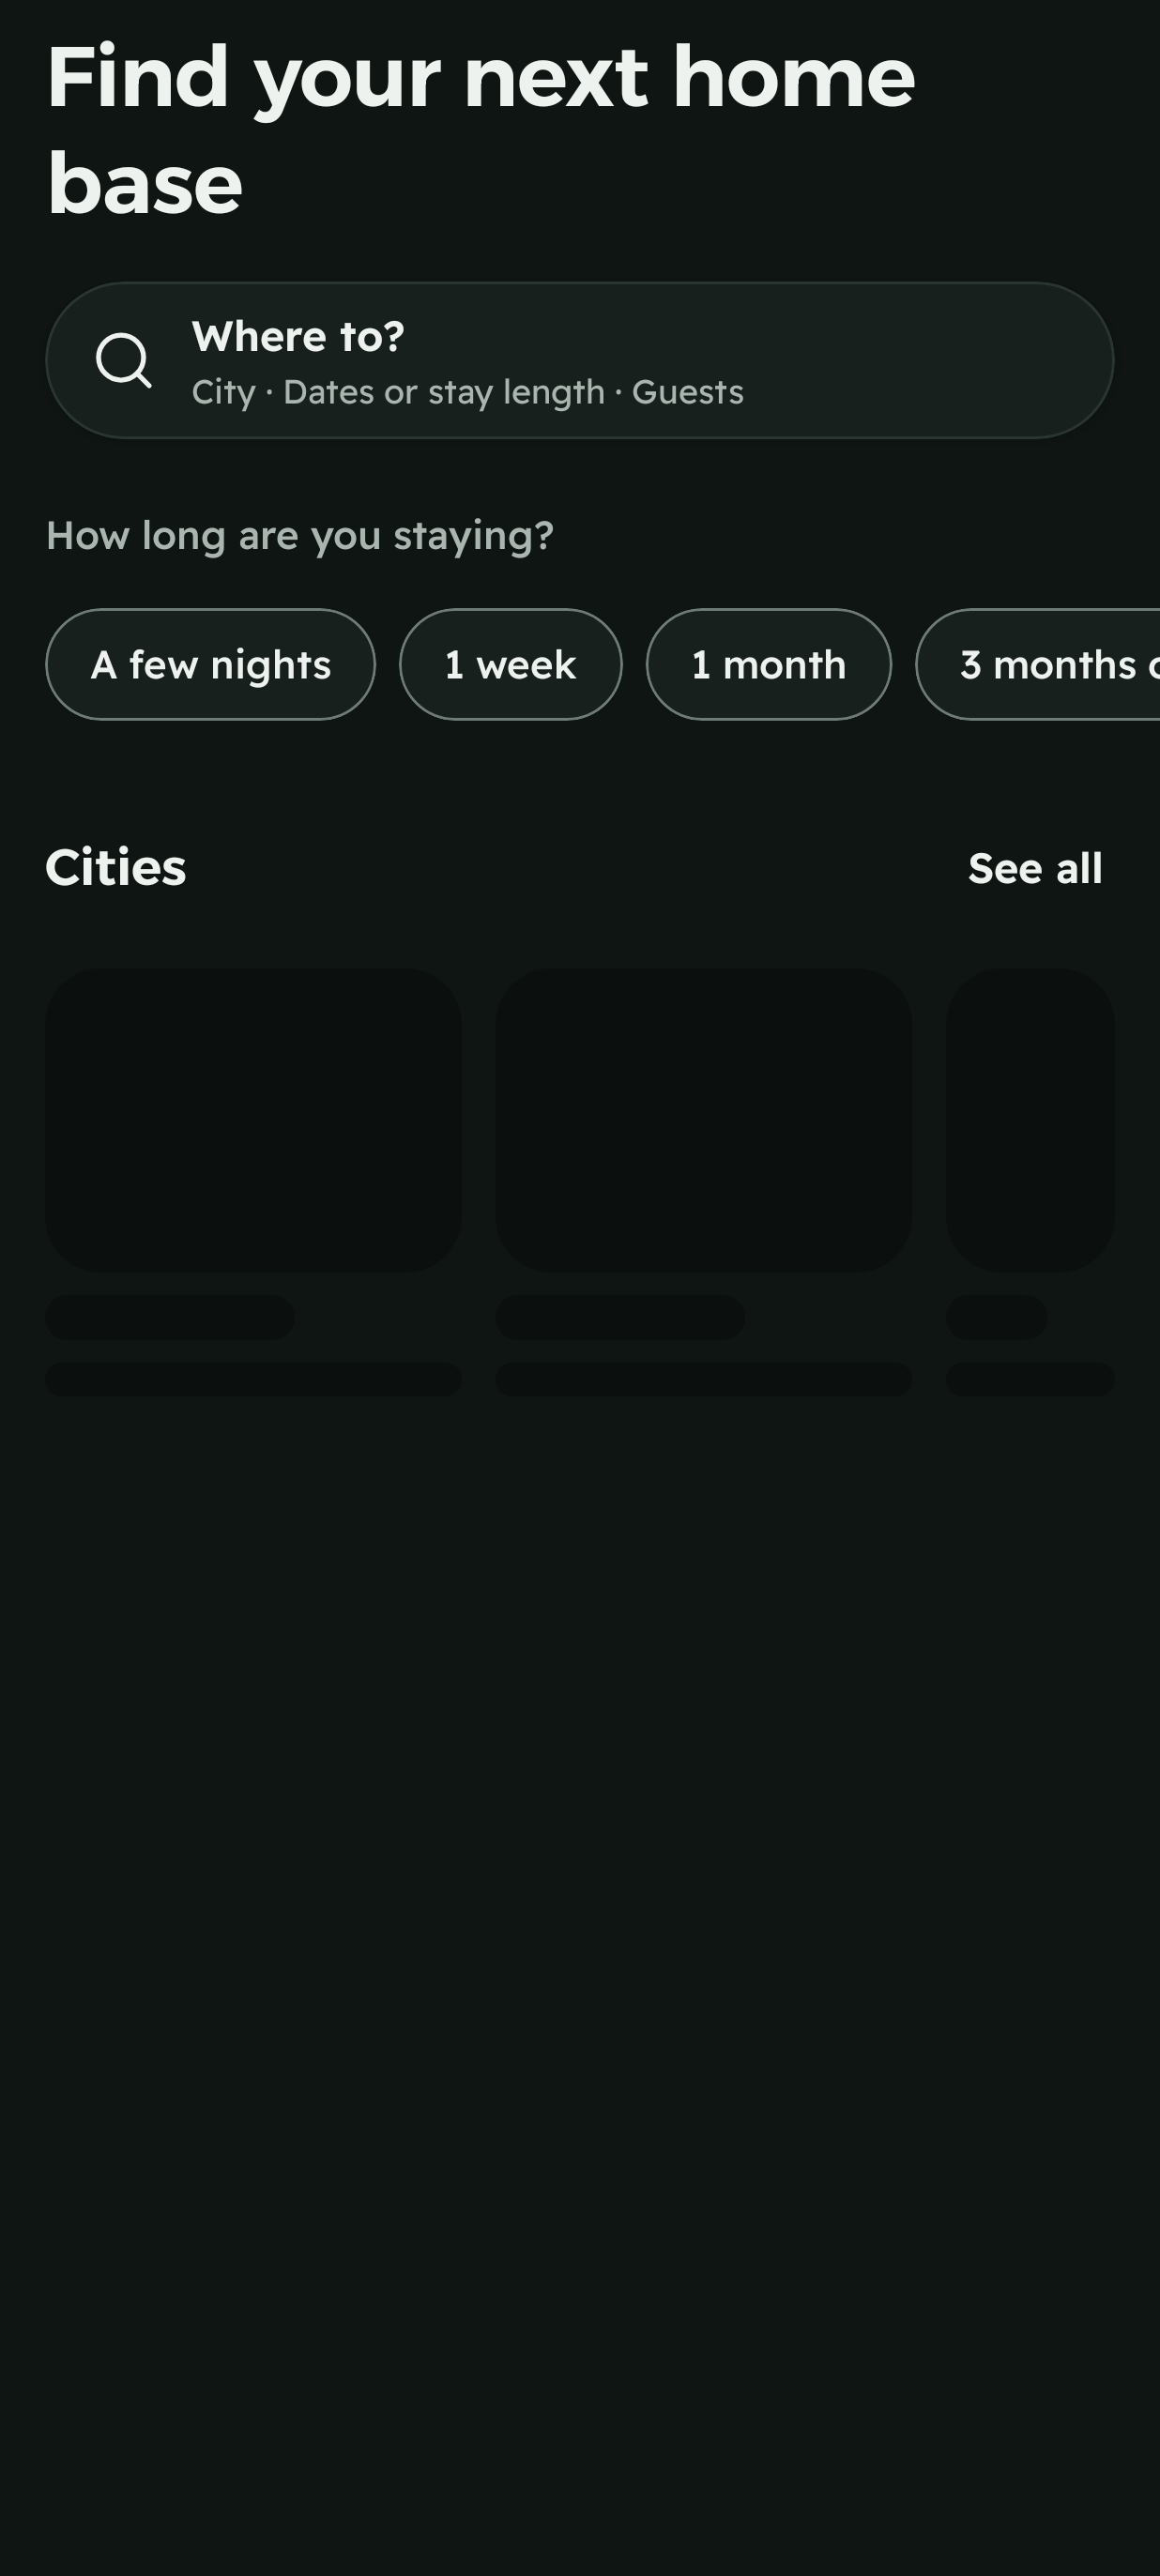 Find your next home
base
Where to?
City · Dates or stay length · Guests
How long are you staying?
A few nights
1 week
1 month
3 months
Cities
See all